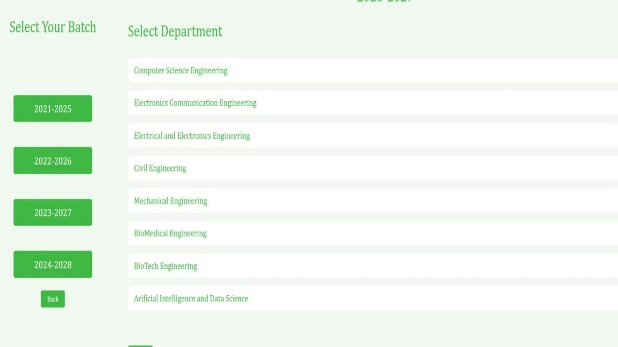 Select Your Batch
2021-2025
2022-2026
2023-2027
2024-2028
Back
Select Department
Computer Science Engineering
Electronics Communication Engineering
Electrical and Electronics Engineering
Civil Engineering
Mechanical Engineering
BioMedical Engineering
BioTech Engineering
Arificial Intelligence and Data Science